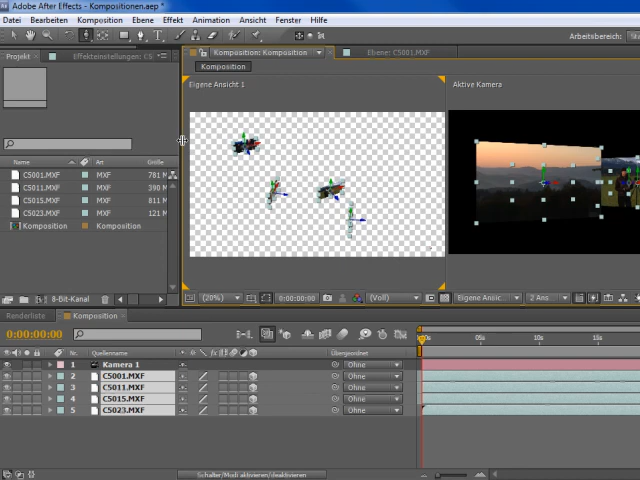 Adobe After Effects - Kompositionen.aep *
Datei Bearbeiten Komposition Ebene Effekt Animation Ansicht Fenster Hilfe
Arbeitsbereich:
Projekt Effekteinstellungen: C5
Komposition: Komposition Ebene: C5001.MXF
Komposition
Eigene Ansicht 1 Aktive Kamera
Name Art Größe
C5001.MXF MXF 781 M
C5011.MXF MXF 390 M
C5015.MXF MXF 811 M
C5023.MXF MXF 121 M
Komposition Komposition
8-Bit-Kanal (20%) 0:00:00:00 (Voll) Eigene Ansic... 2 Ans...
Renderliste Komposition
0:00:00:00
05s 10s 15s
Nr. Quellenname Übergeordnet
1 Kamera 1 Ohne
2 C5001.MXF Ohne
3 C5011.MXF Ohne
4 C5015.MXF Ohne
5 C5023.MXF Ohne
Schalter/Modi aktivieren/deaktivieren